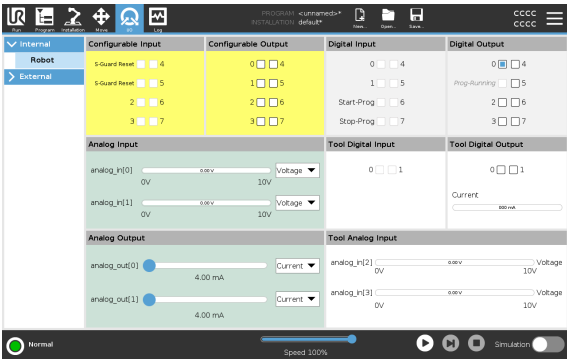 UR
PROGRAM <unnamed>*
INSTALLATION default*
CCCC
CCCC
Run Program Installation Move I/O Log New... Open... Save...
Internal
Robot
External
Configurable Input
S-Guard Reset 4
S-Guard Reset 5
2 6
3 7
Configurable Output
0 4
1 5
2 6
3 7
Digital Input
0 4
1 5
Start-Prog 6
Stop-Prog 7
Digital Output
0 4
Prog-Running 5
2 6
3 7
Analog Input
analog_in[0] 0.00 V Voltage
0V 10V
analog_in[1] 0.00 V Voltage
0V 10V
Tool Digital Input
0 1
Tool Digital Output
0 1
Current
000 mA
Analog Output
analog_out[0] Current
4.00 mA
analog_out[1] Current
4.00 mA
Tool Analog Input
analog_in[2] 0.00 V Voltage
0V 10V
analog_in[3] 0.00 V Voltage
0V 10V
Normal
Speed 100%
Simulation